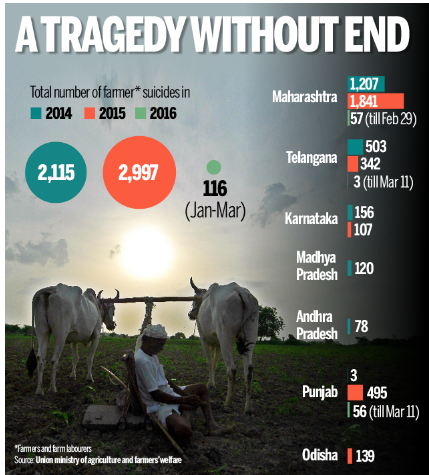 A TRAGEDY WITHOUT END
Total number of farmer* suicides in
2014 2015 2016
2,115
2,997
116
(Jan-Mar)
Maharashtra
1,207
1,841
57 (till Feb 29)
Telangana
503
342
3 (till Mar 11)
Karnataka
156
107
Madhya
Pradesh
120
Andhra
Pradesh
78
Punjab
3
495
56 (till Mar 11)
Odisha
139
*Farmers and farm labourers
Source: Union ministry of agriculture and farmers' welfare